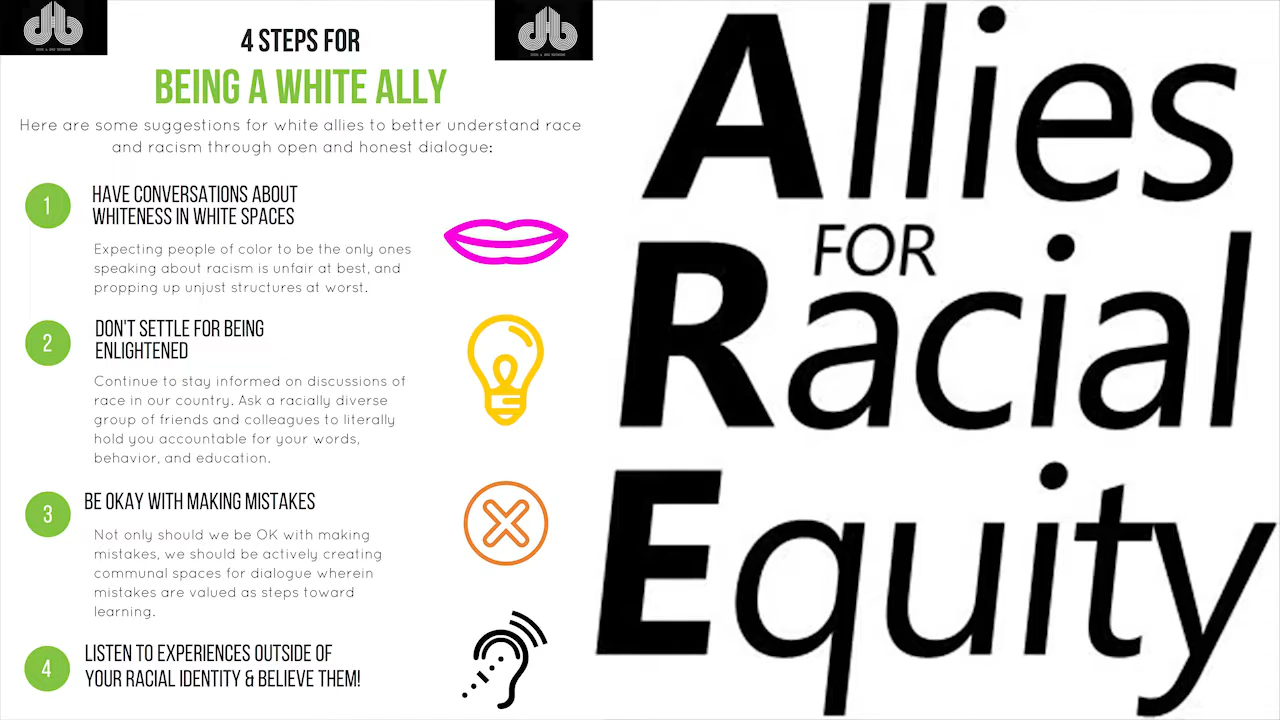 4 STEPS FOR
BEING A WHITE ALLY
Here are some suggestions for white allies to better understand race
and racism through open and honest dialogue:
1
HAVE CONVERSATIONS ABOUT
WHITENESS IN WHITE SPACES
Expecting people of color to be the only ones
speaking about racism is unfair at best, and
propping up unjust structures at worst.
2
DON'T SETTLE FOR BEING
ENLIGHTENED
Continue to stay informed on discussions of
race in our country. Ask a racially diverse
group of friends and colleagues to literally
hold you accountable for your words,
behavior, and education.
3
BE OKAY WITH MAKING MISTAKES
Not only should we be OK with making
mistakes, we should be actively creating
communal spaces for dialogue wherein
mistakes are valued as steps toward
learning.
4
LISTEN TO EXPERIENCES OUTSIDE OF
YOUR RACIAL IDENTITY & BELIEVE THEM!
Allies
FOR
Racial
Equity